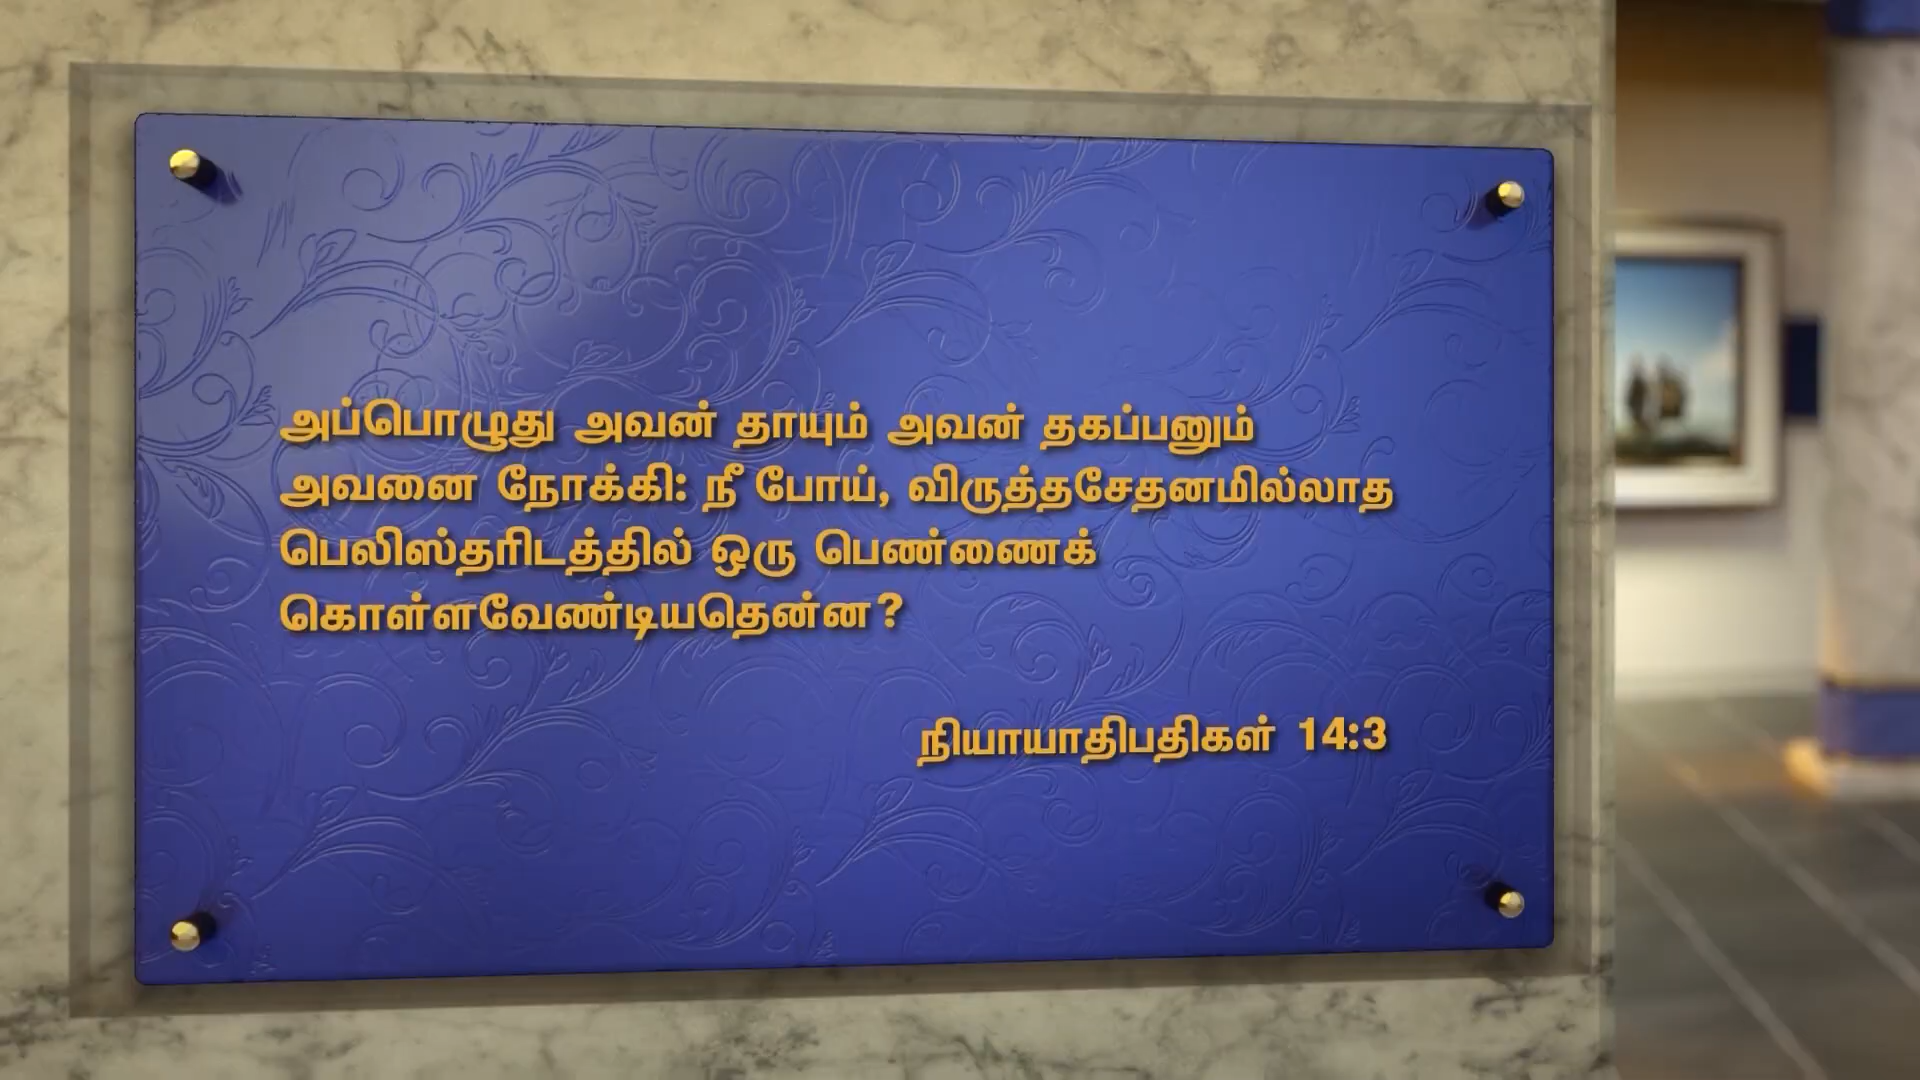 அப்பொழுது அவன் தாயும் அவன் தகப்பனும்
அவனை நோக்கி: நீ போய், விருத்தசேதனமில்லாத
பெலிஸ்தரிடத்தில் ஒரு பெண்ணைக்
கொள்ளவேண்டியதென்ன?
நியாயாதிபதிகள் 14:3